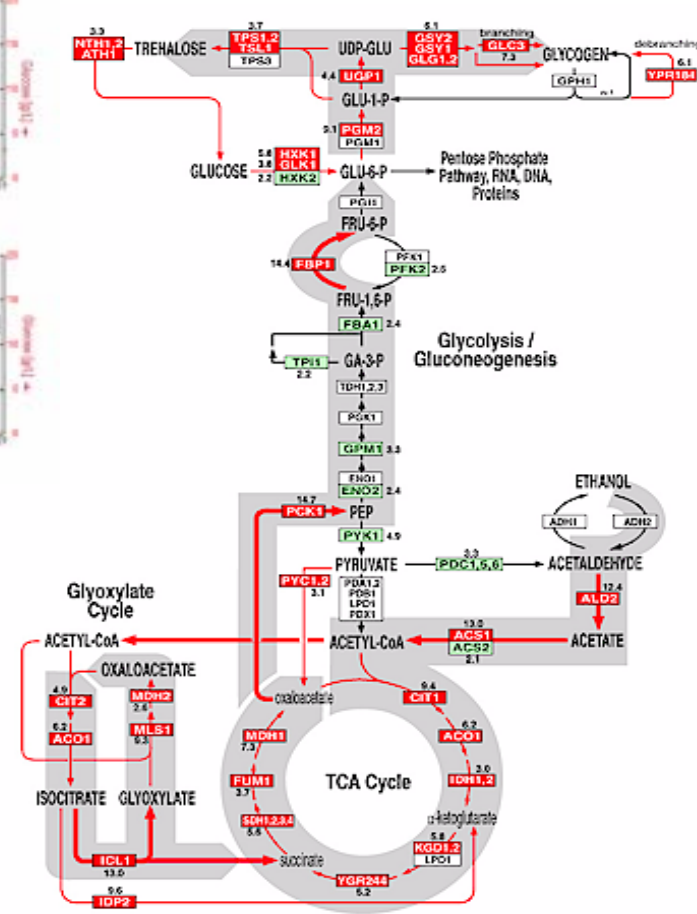 3.3
NTH1,2
ATH1
TREHALOSE
3.7
TPS1,2
TSL1
TPS3
UDP-GLU
5.1
GSY2
GSY1
GLG1,2
branching
GLC3
7.3
GLYCOGEN
debranching
6.1
YPR184
GPH1
4.4
UGP1
GLU-1-P
9.1
PGM2
PGM1
GLUCOSE
5.6
HXK1
3.6
GLK1
2.2
HXK2
GLU-6-P
Pentose Phosphate
Pathway, RNA, DNA,
Proteins
PGI1
FRU-6-P
14.4
FBP1
PFK1
PFK2
2.5
FRU-1,6-P
FBA1
2.4
Glycolysis /
Gluconeogenesis
TPI1
2.2
GA-3-P
TDH1,2,3
PGK1
GPM1
3.3
ENO1
ENO2
2.4
14.7
PCK1
PEP
PYK1
4.9
ETHANOL
ADH1
ADH2
PYRUVATE
3.3
PDC1,5,6
ACETALDEHYDE
PYC1,2
3.1
PDA1,2
PDB1
LPD1
PDX1
12.4
ALD2
Glyoxylate
Cycle
ACETYL-CoA
ACETYL-CoA
13.0
ACS1
ACS2
2.1
ACETATE
OXALOACETATE
4.9
CIT2
MDH2
oxaloacetate
9.4
CIT1
6.2
ACO1
MLS1
9.3
MDH1
7.3
6.2
ACO1
TCA Cycle
FUM1
3.7
3.0
IDH1,2
ISOCITRATE
GLYOXYLATE
SDH1,2,3,4
α-ketoglutarate
5.8
KGD1,2
LPD1
ICL1
13.0
succinate
YGR244
5.2
9.6
IDP2